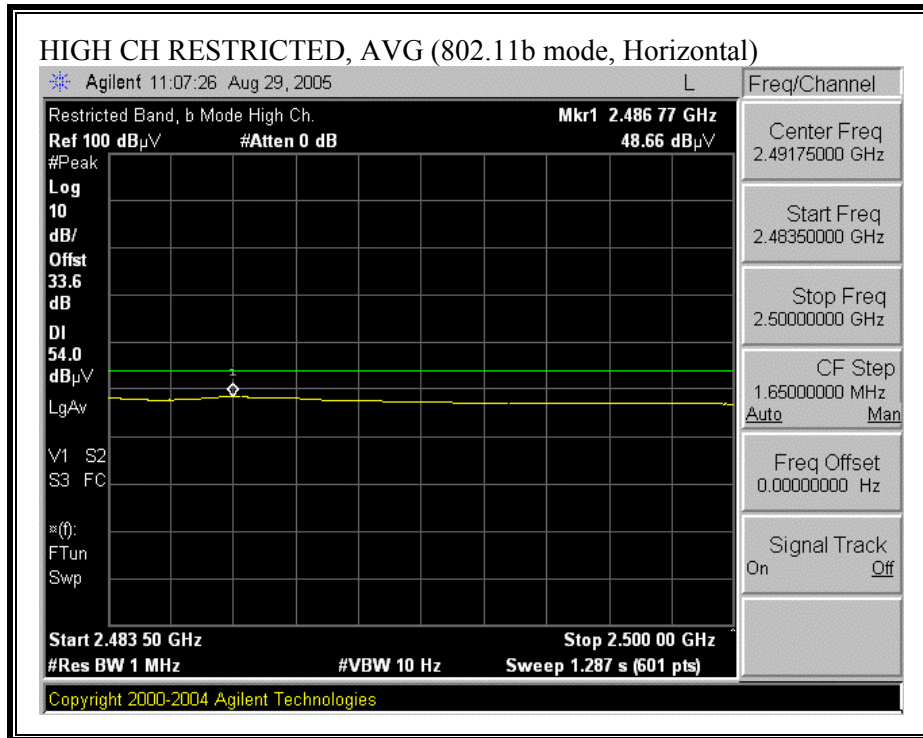 HIGH CH RESTRICTED, AVG (802.11b mode, Horizontal)
Agilent 11:07:26 Aug 29, 2005 L
Restricted Band, b Mode High Ch. Mkr1 2.486 77 GHz
Ref 100 dBµV #Atten 0 dB 48.66 dBµV
#Peak
Log
10
dB/
Offst
33.6
dB
DI
54.0
dBµV
LgAv
V1 S2
S3 FC
¤(f):
FTun
Swp
1
Start 2.483 50 GHz Stop 2.500 00 GHz
#Res BW 1 MHz #VBW 10 Hz Sweep 1.287 s (601 pts)
Copyright 2000-2004 Agilent Technologies
Freq/Channel
Center Freq
2.49175000 GHz
Start Freq
2.48350000 GHz
Stop Freq
2.50000000 GHz
CF Step
1.65000000 MHz
Auto Man
Freq Offset
0.00000000 Hz
Signal Track
On Off